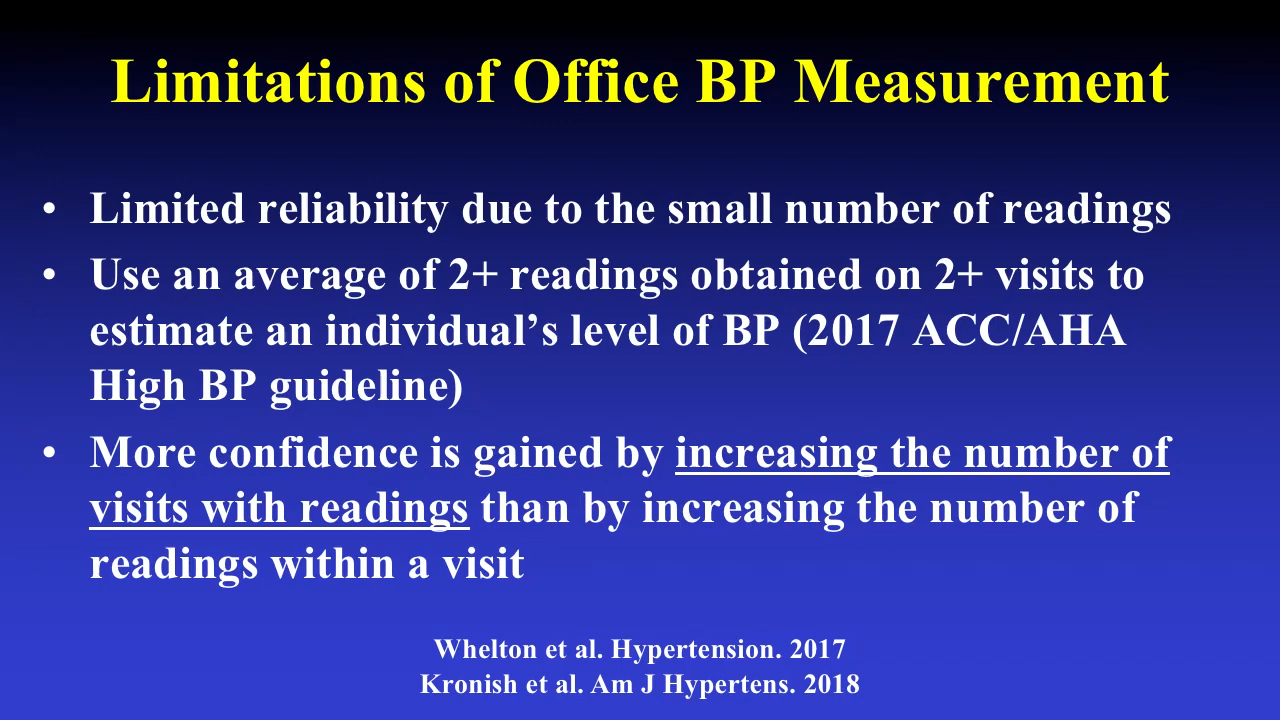 Limitations of Office BP Measurement
• Limited reliability due to the small number of readings
• Use an average of 2+ readings obtained on 2+ visits to
estimate an individual’s level of BP (2017 ACC/AHA
High BP guideline)
• More confidence is gained by increasing the number of
visits with readings than by increasing the number of
readings within a visit
Whelton et al. Hypertension. 2017
Kronish et al. Am J Hypertens. 2018